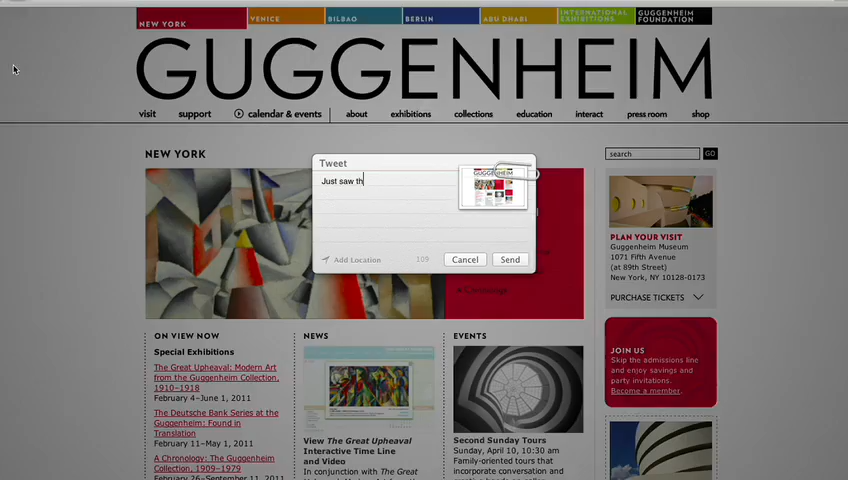 NEW YORK
VENICE
BILBAO
BERLIN
ABU DHABI
INTERNATIONAL
EXHIBITIONS
GUGGENHEIM
FOUNDATION
GUGGENHEIM
visit
support
calendar & events
about
exhibitions
collections
education
interact
press room
shop
NEW YORK
search
GO
Tweet
Just saw th
GUGGENHEIM
Add Location
109
Cancel
Send
PLAN YOUR VISIT
Guggenheim Museum
1071 Fifth Avenue
(at 89th Street)
New York, NY 10128-0173
PURCHASE TICKETS
JOIN US
Skip the admissions line
and enjoy savings and
party invitations.
Become a member.
ON VIEW NOW
Special Exhibitions
The Great Upheaval: Modern Art
from the Guggenheim Collection,
1910–1918
February 4–June 1, 2011
The Deutsche Bank Series at the
Guggenheim: Found in
Translation
February 11–May 1, 2011
A Chronology: The Guggenheim
Collection, 1909–1979
February 26–September 11, 2011
NEWS
View The Great Upheaval
Interactive Time Line
and Video
In conjunction with The Great
EVENTS
Second Sunday Tours
Sunday, April 10, 10:30 am
Family-oriented tours that
incorporate conversation and